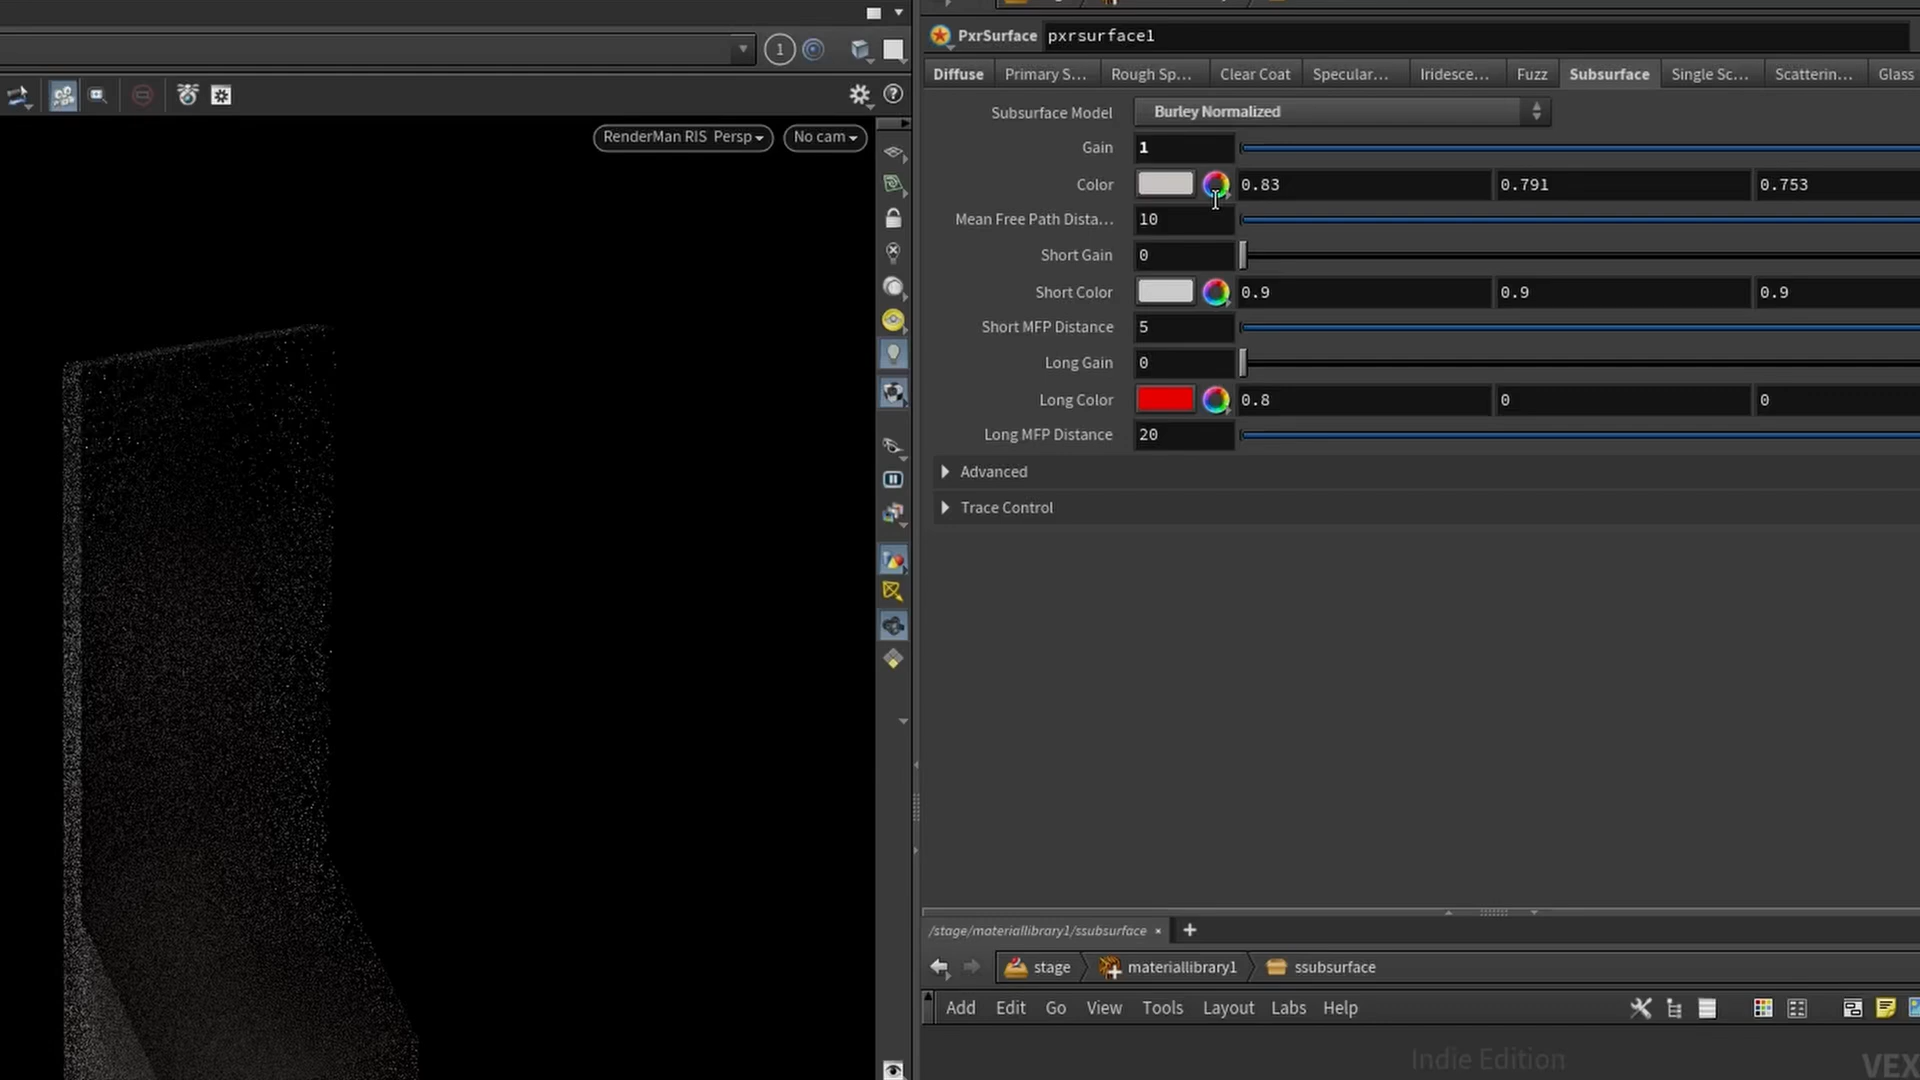 PxrSurface pxrsurface1
1
Diffuse Primary S... Rough Sp... Clear Coat Specular... Iridesce... Fuzz Subsurface Single Sc... Scatterin... Glass
RenderMan RIS Persp No cam
Subsurface Model Burley Normalized
Gain 1
Color 0.83 0.791 0.753
Mean Free Path Dista... 10
Short Gain 0
Short Color 0.9 0.9 0.9
Short MFP Distance 5
Long Gain 0
Long Color 0.8 0 0
Long MFP Distance 20
Advanced
Trace Control
/stage/materiallibrary1/ssubsurface × +
stage materiallibrary1 ssubsurface
Add Edit Go View Tools Layout Labs Help
Indie Edition
VEX